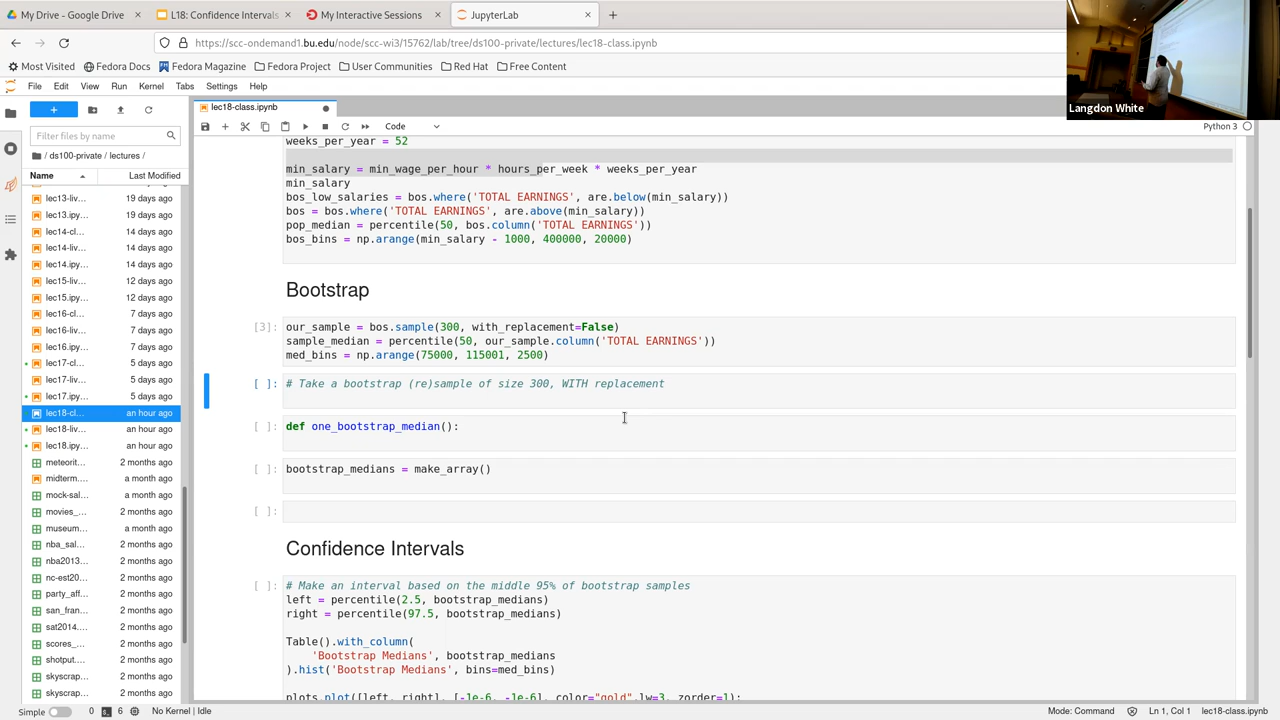 My Drive - Google Drive
L18: Confidence Intervals
My Interactive Sessions
JupyterLab
https://scc-ondemand1.bu.edu/node/scc-wi3/15762/lab/tree/ds100-private/lectures/lec18-class.ipynb
Most Visited
Fedora Docs
Fedora Magazine
Fedora Project
User Communities
Red Hat
Free Content
Langdon White
File Edit View Run Kernel Tabs Settings Help
lec18-class.ipynb
Code
Python 3
Filter files by name
/ ds100-private / lectures /
Name Last Modified
lec13-liv... 19 days ago
lec13.ipy... 19 days ago
lec14-cl... 14 days ago
lec14-liv... 14 days ago
lec14.ipy... 14 days ago
lec15-liv... 12 days ago
lec15.ipy... 12 days ago
lec16-cl... 7 days ago
lec16-liv... 7 days ago
lec16.ipy... 7 days ago
lec17-cl... 5 days ago
lec17-liv... 5 days ago
lec17.ipy... 5 days ago
lec18-cl... an hour ago
lec18-liv... an hour ago
lec18.ipy... an hour ago
meteorit... 2 months ago
midterm.... a month ago
mock-sal... a month ago
movies_... 2 months ago
museum... a month ago
nba_sal... 2 months ago
nba2013... 2 months ago
nc-est20... 2 months ago
party_aff... 2 months ago
san_fran... 2 months ago
sat2014.... 2 months ago
scores_... 2 months ago
shotput.... 2 months ago
skyscrap... 2 months ago
skyscrap... 2 months ago
weeks_per_year = 52
min_salary = min_wage_per_hour * hours_per_week * weeks_per_year
min_salary
bos_low_salaries = bos.where('TOTAL EARNINGS', are.below(min_salary))
bos = bos.where('TOTAL EARNINGS', are.above(min_salary))
pop_median = percentile(50, bos.column('TOTAL EARNINGS'))
bos_bins = np.arange(min_salary - 1000, 400000, 20000)
Bootstrap
[3]: our_sample = bos.sample(300, with_replacement=False)
sample_median = percentile(50, our_sample.column('TOTAL EARNINGS'))
med_bins = np.arange(75000, 115001, 2500)
[ ]: # Take a bootstrap (re)sample of size 300, WITH replacement
[ ]: def one_bootstrap_median():
[ ]: bootstrap_medians = make_array()
[ ]:
Confidence Intervals
[ ]: # Make an interval based on the middle 95% of bootstrap samples
left = percentile(2.5, bootstrap_medians)
right = percentile(97.5, bootstrap_medians)
Table().with_column(
'Bootstrap Medians', bootstrap_medians
).hist('Bootstrap Medians', bins=med_bins)
plots.plot([left, right], [-1e-6, -1e-6], color="gold",lw=3, zorder=1);
Simple 0 6 No Kernel | Idle
Mode: Command Ln 1, Col 1 lec18-class.ipynb